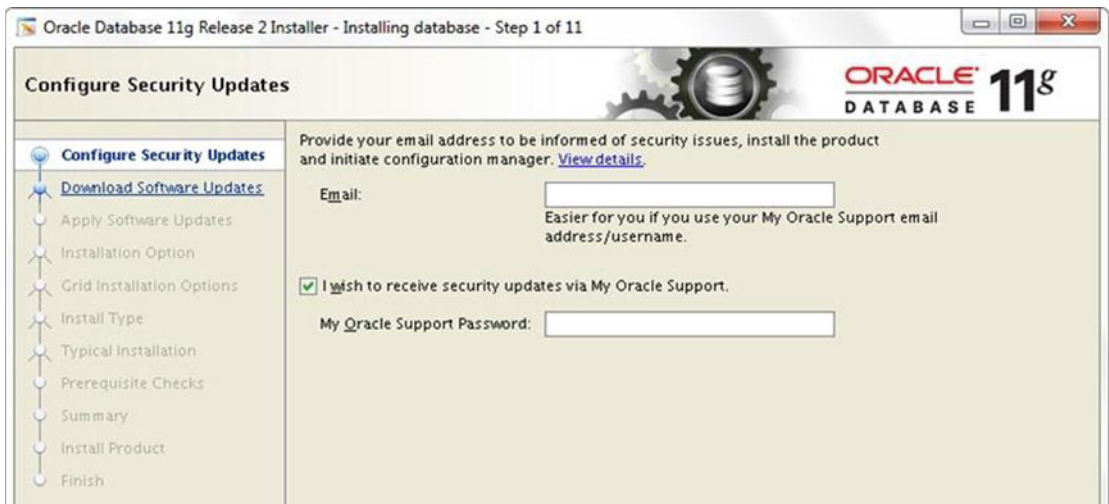 Oracle Database 11g Release 2 Installer - Installing database - Step 1 of 11
Configure Security Updates
ORACLE
DATABASE 11g
Configure Security Updates
Download Software Updates
Apply Software Updates
Installation Option
Grid Installation Options
Install Type
Typical Installation
Prerequisite Checks
Summary
Install Product
Finish
Provide your email address to be informed of security issues, install the product
and initiate configuration manager. View details.
Email:
Easier for you if you use your My Oracle Support email
address/username.
I wish to receive security updates via My Oracle Support.
My Oracle Support Password: